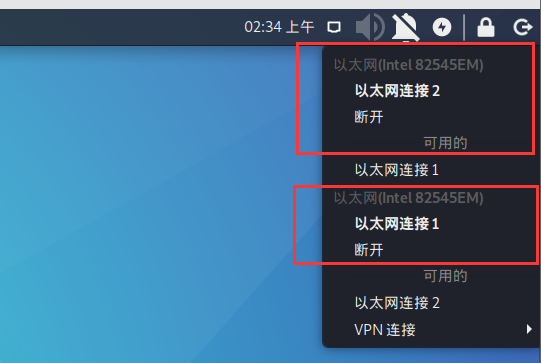 02:34 上午
以太网(Intel 82545EM)
以太网连接 2
断开
可用的
以太网连接 1
以太网(Intel 82545EM)
以太网连接 1
断开
可用的
以太网连接 2
VPN 连接